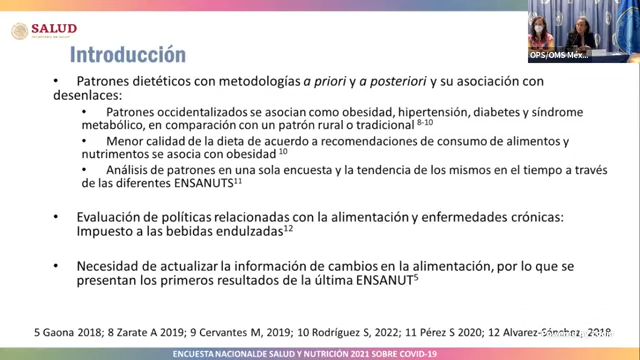 SALUD
SECRETARÍA DE SALUD
OPS/OMS Méx...
Introducción
• Patrones dietéticos con metodologías a priori y a posteriori y su asociación con
desenlaces:
• Patrones occidentalizados se asocian como obesidad, hipertensión, diabetes y síndrome
metabólico, en comparación con un patrón rural o tradicional 8-10
• Menor calidad de la dieta de acuerdo a recomendaciones de consumo de alimentos y
nutrimentos se asocia con obesidad 10
• Análisis de patrones en una sola encuesta y la tendencia de los mismos en el tiempo a través
de las diferentes ENSANUTS11
• Evaluación de políticas relacionadas con la alimentación y enfermedades crónicas:
Impuesto a las bebidas endulzadas12
• Necesidad de actualizar la información de cambios en la alimentación, por lo que se
presentan los primeros resultados de la última ENSANUT5
5 Gaona 2018; 8 Zarate A 2019; 9 Cervantes M, 2019; 10 Rodríguez S, 2022; 11 Pérez S 2020; 12 Alvarez-Sánchez, 2018
ENCUESTA NACIONALDE SALUD Y NUTRICIÓN 2021 SOBRE COVID-19